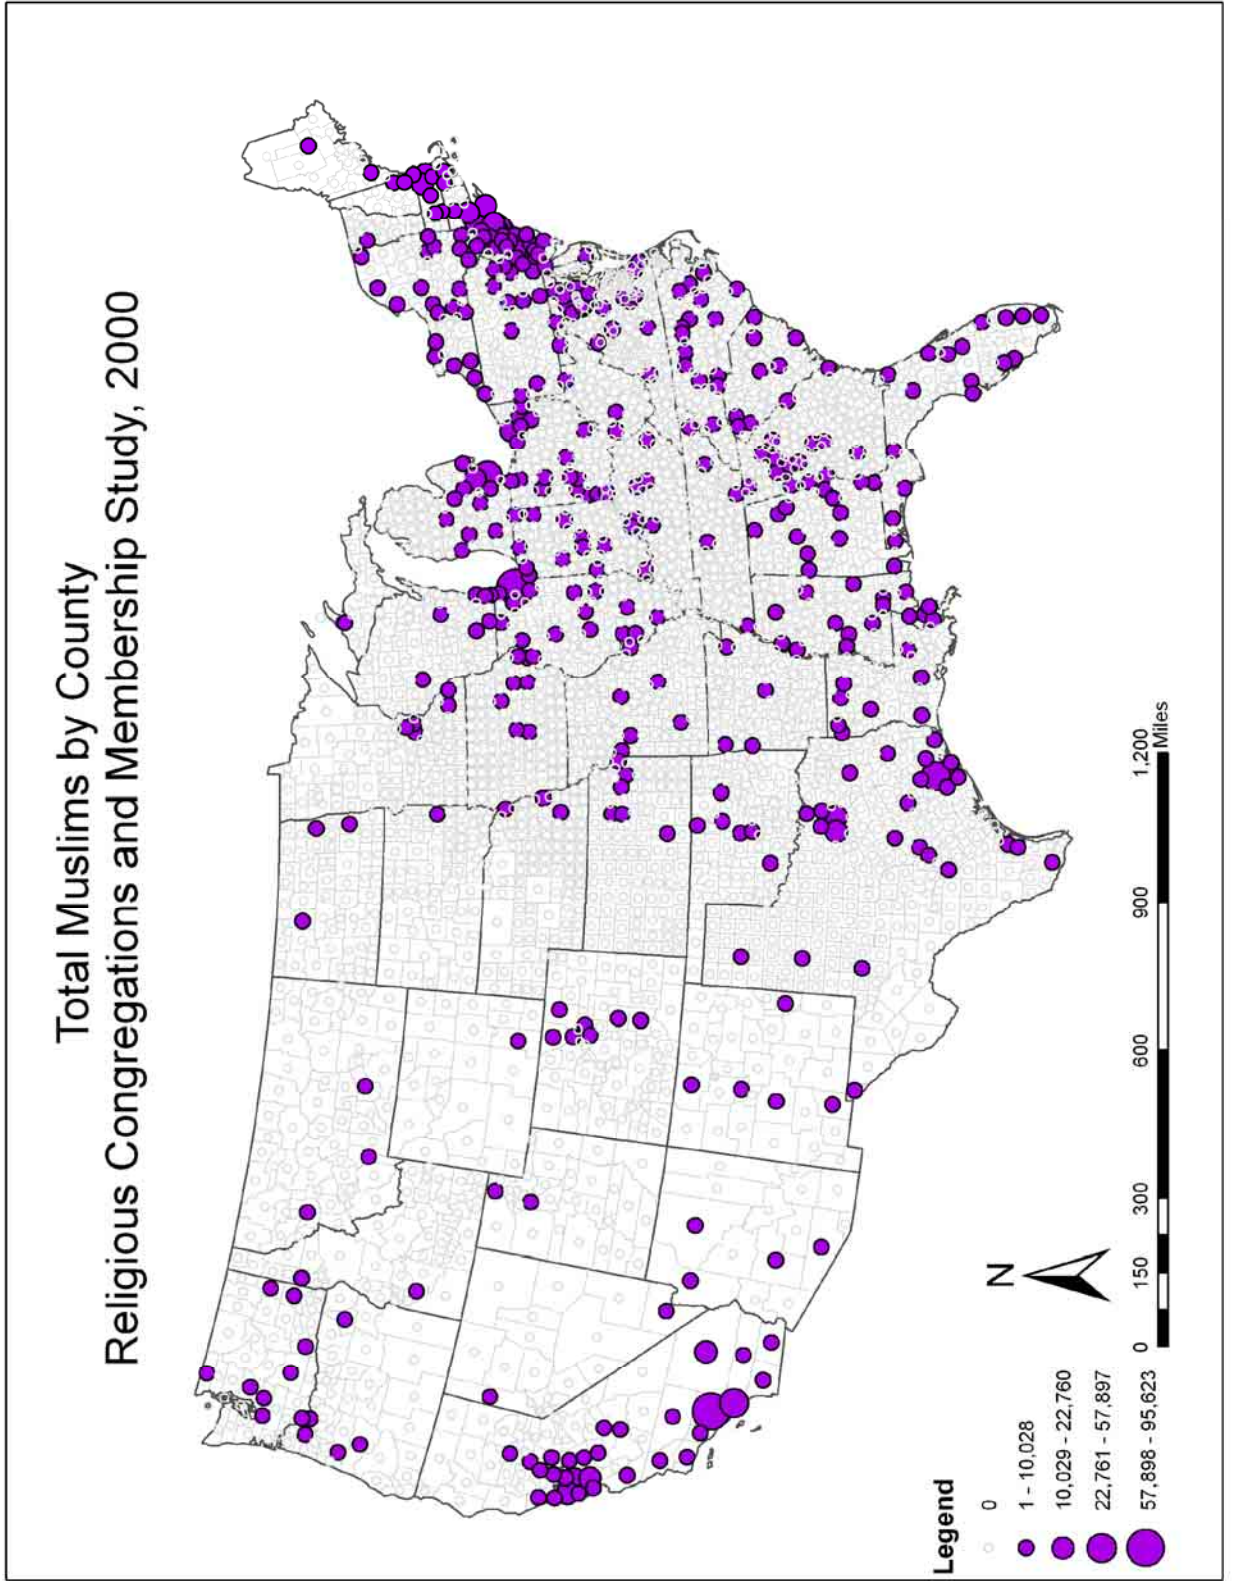 Total Muslims by County
Religious Congregations and Membership Study, 2000
Legend
0
1 - 10,028
10,029 - 22,760
22,761 - 57,897
57,898 - 95,623
N
0 150 300 600 900 1,200
Miles